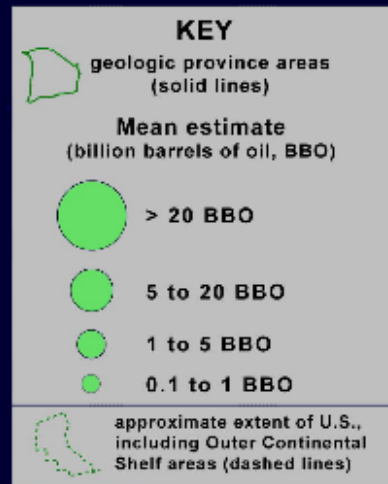 KEY
geologic province areas
(solid lines)
Mean estimate
(billion barrels of oil, BBO)
> 20 BBO
5 to 20 BBO
1 to 5 BBO
0.1 to 1 BBO
approximate extent of U.S.,
including Outer Continental
Shelf areas (dashed lines)